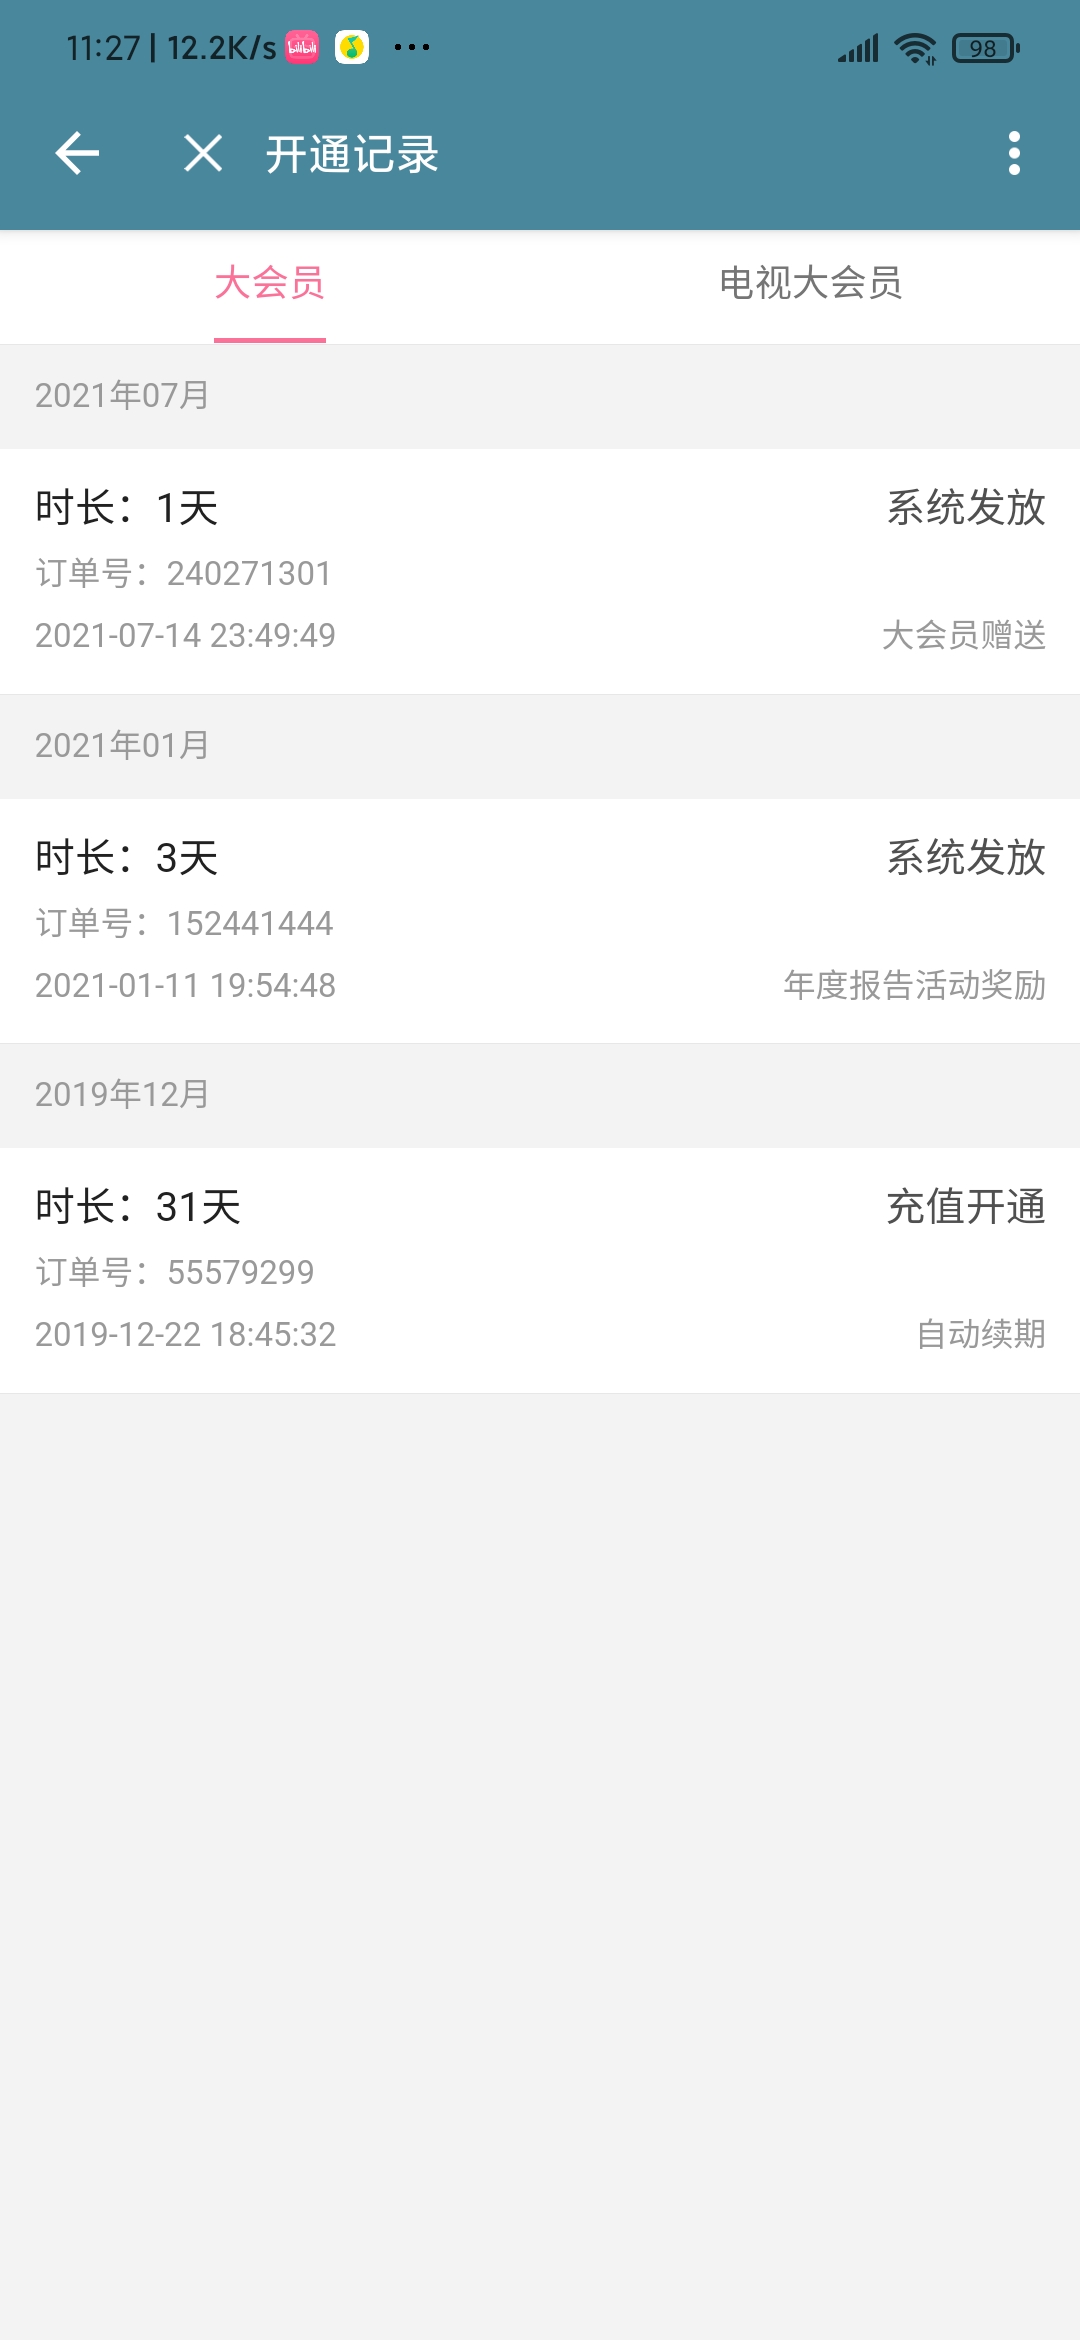 11:27 | 12.2K/s bilibili ... 98
开通记录
大会员 电视大会员
2021年07月
时长：1天 系统发放
订单号：240271301
2021-07-14 23:49:49 大会员赠送
2021年01月
时长：3天 系统发放
订单号：152441444
2021-01-11 19:54:48 年度报告活动奖励
2019年12月
时长：31天 充值开通
订单号：55579299
2019-12-22 18:45:32 自动续期